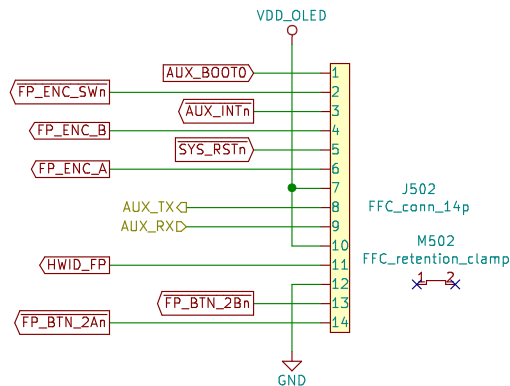 VDD_OLED
AUX_BOOT0
1
FP_ENC_SWn
2
AUX_INTn
3
FP_ENC_B
4
SYS_RSTn
5
FP_ENC_A
6
7
J502
AUX_TX
8
FFC_conn_14p
AUX_RX
9
10
M502
HWID_FP
11
FFC_retention_clamp
12
1 2
FP_BTN_2Bn
13
FP_BTN_2An
14
GND